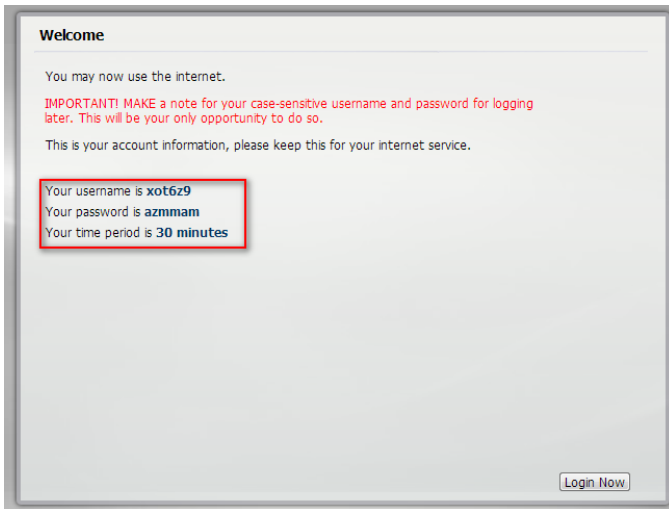 Welcome
You may now use the internet.
IMPORTANT! MAKE a note for your case-sensitive username and password for logging
later. This will be your only opportunity to do so.
This is your account information, please keep this for your internet service.
Your username is xot6z9
Your password is azmmam
Your time period is 30 minutes
Login Now